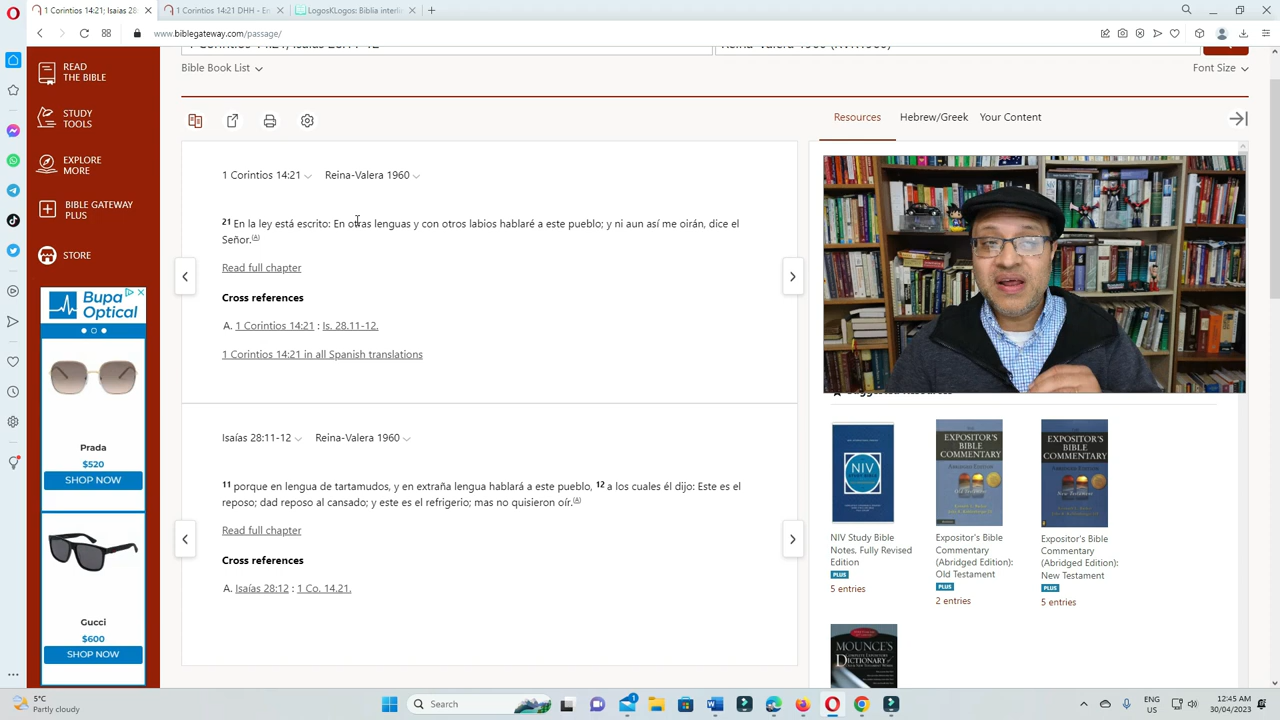 1 Corintios 14:21; Isaías 28:
1 Corintios 14:21 DHH - En
LogosKLogos: Biblia interlin
www.biblegateway.com/passage/
Bible Book List
Font Size
READ
THE BIBLE
STUDY
TOOLS
EXPLORE
MORE
BIBLE GATEWAY
PLUS
STORE
Bupa
Optical
Prada
$520
SHOP NOW
Gucci
$600
SHOP NOW
1 Corintios 14:21 Reina-Valera 1960
21 En la ley está escrito: En otras lenguas y con otros labios hablaré a este pueblo; y ni aun así me oirán, dice el
Señor.(A)
Read full chapter
Cross references
A. 1 Corintios 14:21 : Is. 28.11-12.
1 Corintios 14:21 in all Spanish translations
Isaías 28:11-12 Reina-Valera 1960
11 porque en lengua de tartamudos, y en extraña lengua hablará a este pueblo, 12 a los cuales él dijo: Este es el
reposo; dad reposo al cansado; y este es el refrigerio; mas no quisieron oír.(A)
Read full chapter
Cross references
A. Isaías 28:12 : 1 Co. 14.21.
Resources Hebrew/Greek Your Content
NIV
EXPOSITOR'S
BIBLE
COMMENTARY
EXPOSITOR'S
BIBLE
COMMENTARY
NIV Study Bible
Notes, Fully Revised
Edition
PLUS
5 entries
Expositor's Bible
Commentary
(Abridged Edition):
Old Testament
PLUS
2 entries
Expositor's Bible
Commentary
(Abridged Edition):
New Testament
PLUS
5 entries
MOUNCE'S
DICTIONARY
5°C
Partly cloudy
Search
ENG
US
12:45 AM
30/04/2023